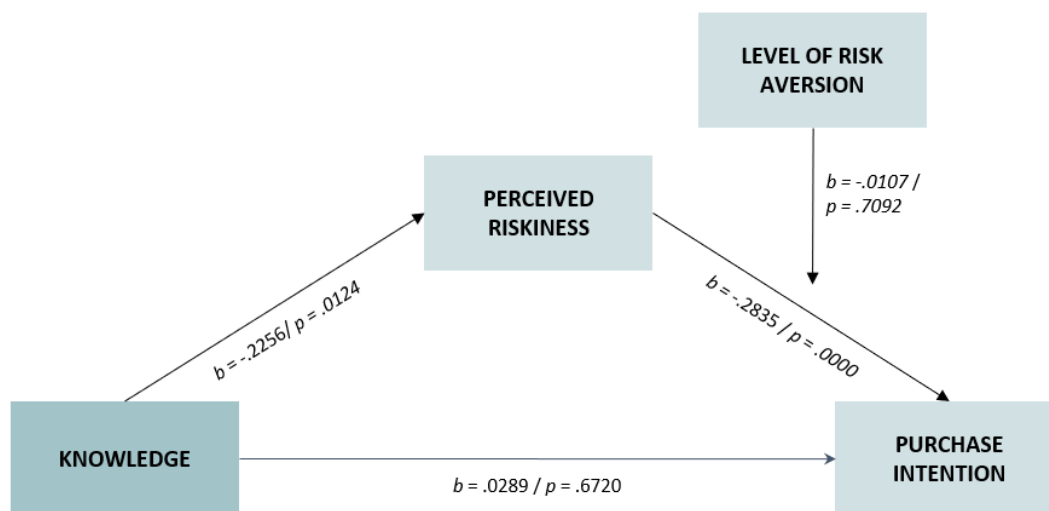 LEVEL OF RISK
AVERSION
b = -.0107 /
p = .7092
PERCEIVED
RISKINESS
b = -.2256/ p = .0124
b = -.2835 / p = .0000
KNOWLEDGE
PURCHASE
INTENTION
b = .0289 / p = .6720